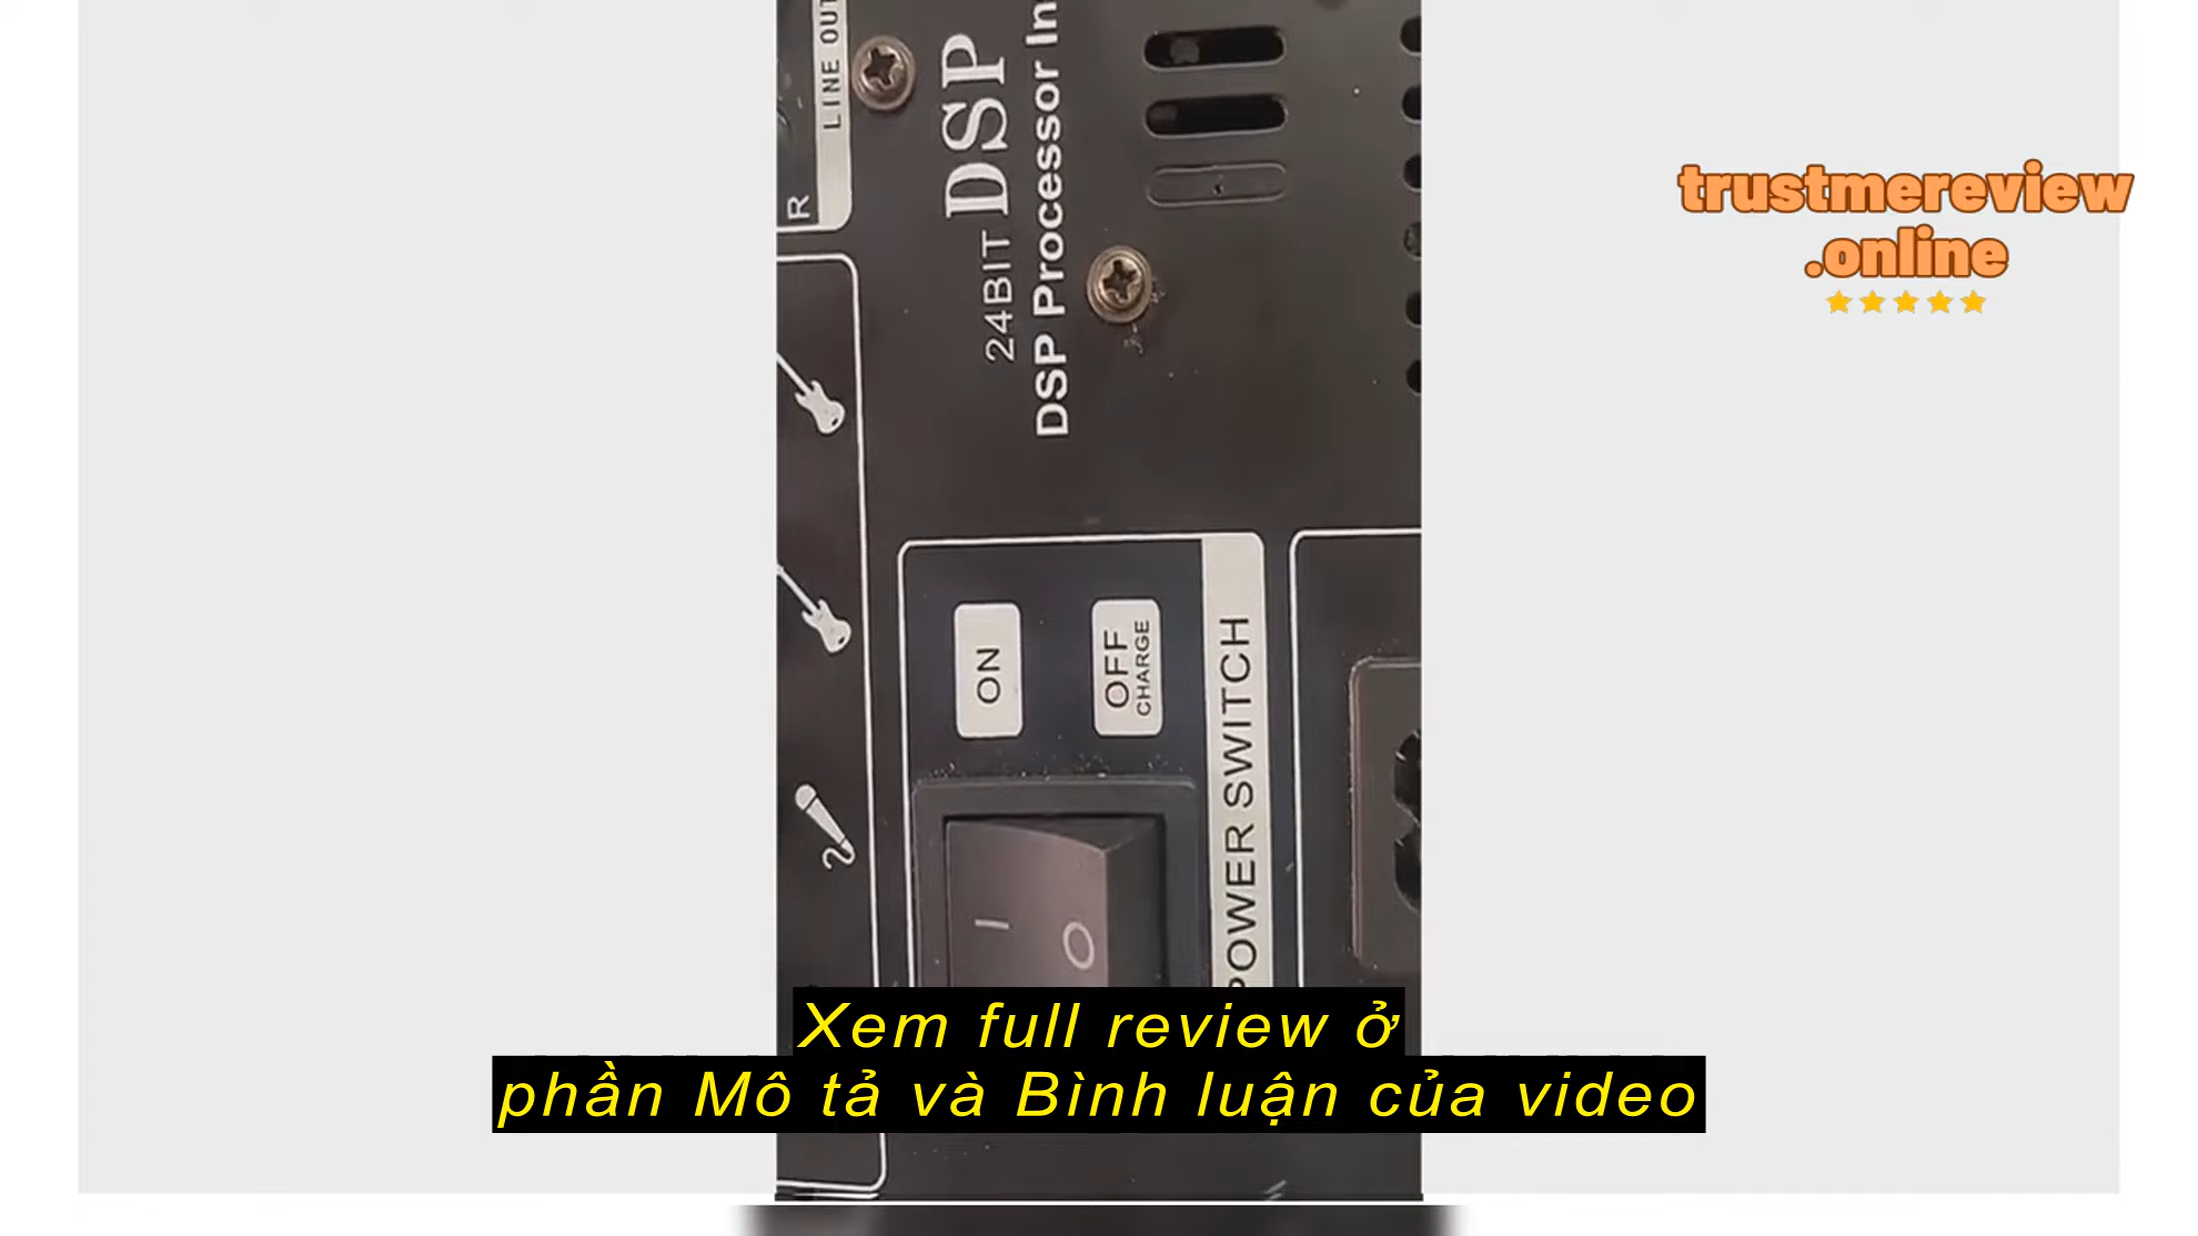 LINE OUT
R
24BIT DSP
DSP Processor In
ON
OFF
CHARGE
POWER SWITCH
trustmereview
.online
Xem full review ở
phần Mô tả và Bình luận của video